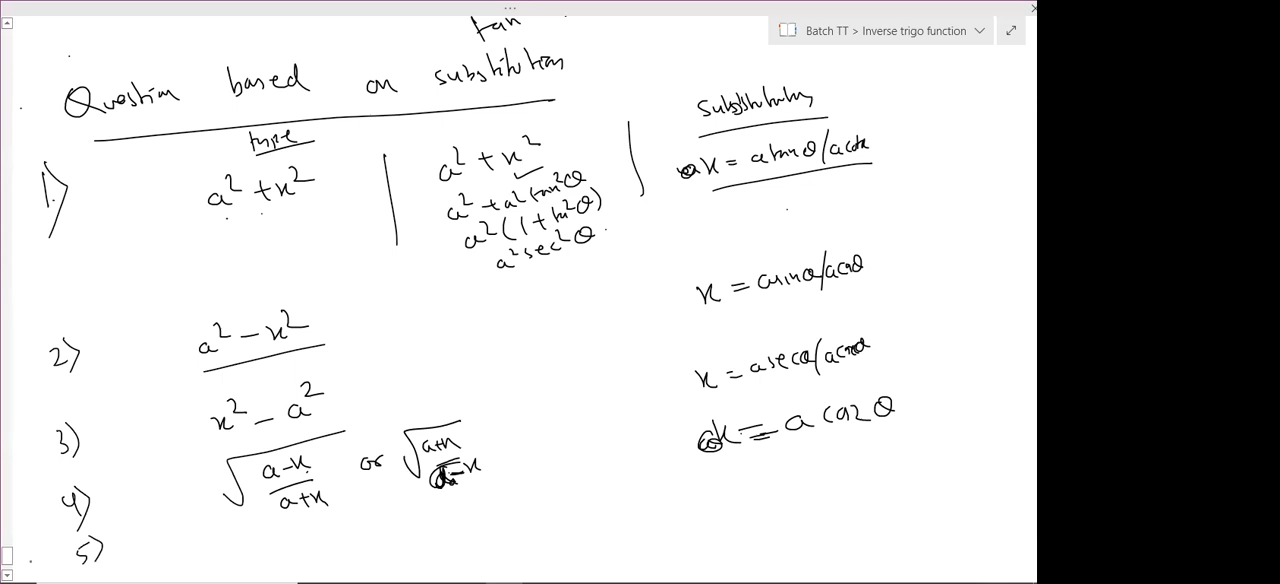 tan
Batch TT > Inverse trigo function
Question based on substitution
type
substitution
1.) a² + x² | a² + x² | x = a tanθ/a cotθ
a² + a² tan²θ
a² (1 + tan²θ)
a² sec²θ
2) a² - x² x = a sinθ/a cosθ
3) x² - a² x = a secθ/a cosecθ
4) √(a-x/a+x) or √(a+x/a-x) x = a cos2θ
5)